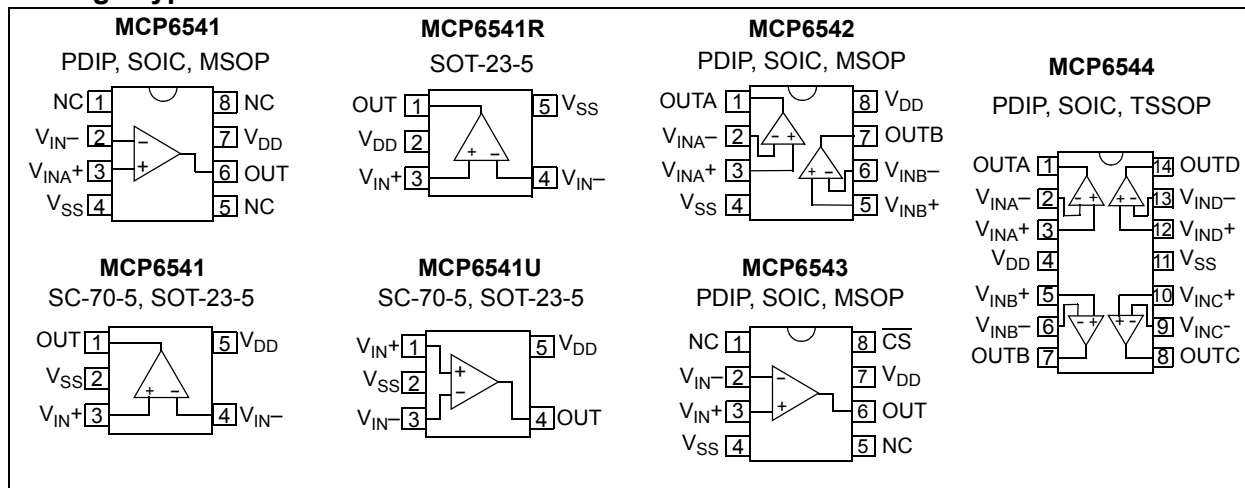 MCP6541
PDIP, SOIC, MSOP
NC 1
8 NC
VIN– 2
7 VDD
VINA+ 3
6 OUT
VSS 4
5 NC
– +
MCP6541R
SOT-23-5
OUT 1
5 VSS
VDD 2
VIN+ 3
4 VIN–
+ –
MCP6542
PDIP, SOIC, MSOP
OUTA 1
8 VDD
VINA– 2
7 OUTB
VINA+ 3
6 VINB–
VSS 4
5 VINB+
- +
+ -
MCP6544
PDIP, SOIC, TSSOP
OUTA 1
14 OUTD
VINA– 2
13 VIND–
VINA+ 3
12 VIND+
VDD 4
11 VSS
VINB+ 5
10 VINC+
VINB– 6
9 VINC-
OUTB 7
8 OUTC
- +
+ -
- +
+ -
MCP6541
SC-70-5, SOT-23-5
OUT 1
5 VDD
VSS 2
VIN+ 3
4 VIN–
+ –
MCP6541U
SC-70-5, SOT-23-5
VIN+ 1
5 VDD
VSS 2
VIN– 3
4 OUT
+ –
MCP6543
PDIP, SOIC, MSOP
NC 1
8 CS
VIN– 2
7 VDD
VIN+ 3
6 OUT
VSS 4
5 NC
– +